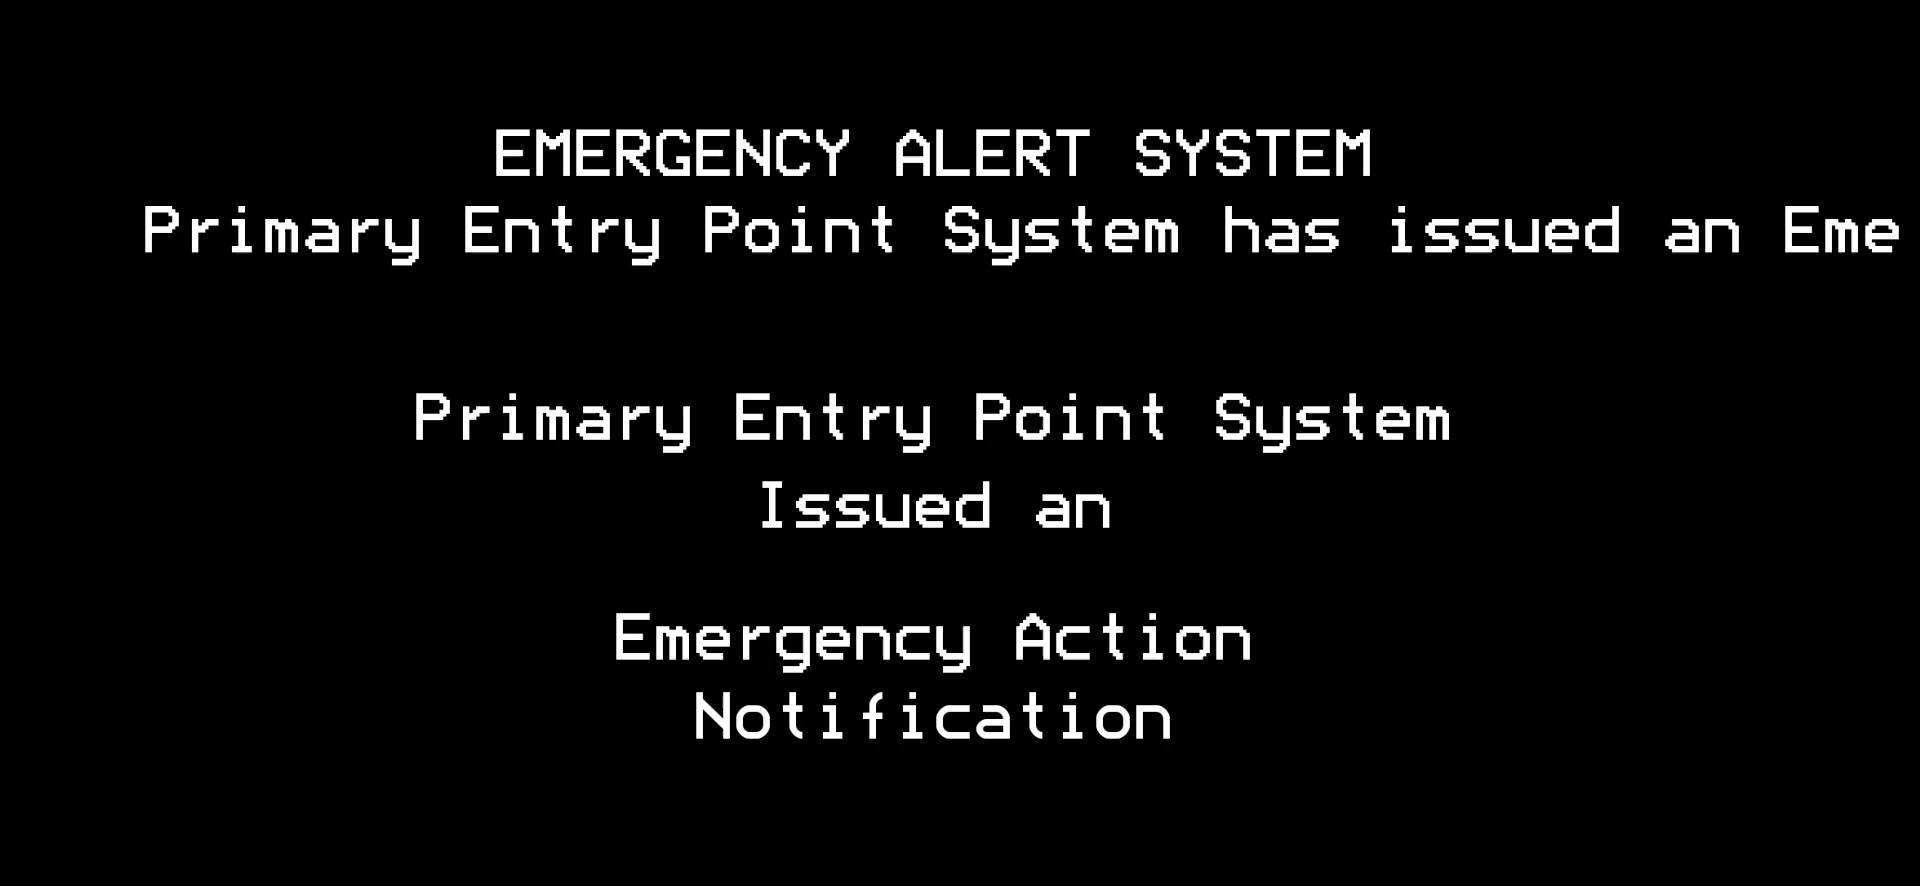 EMERGENCY ALERT SYSTEM
Primary Entry Point System has issued an Eme
Primary Entry Point System
Issued an
Emergency Action
Notification